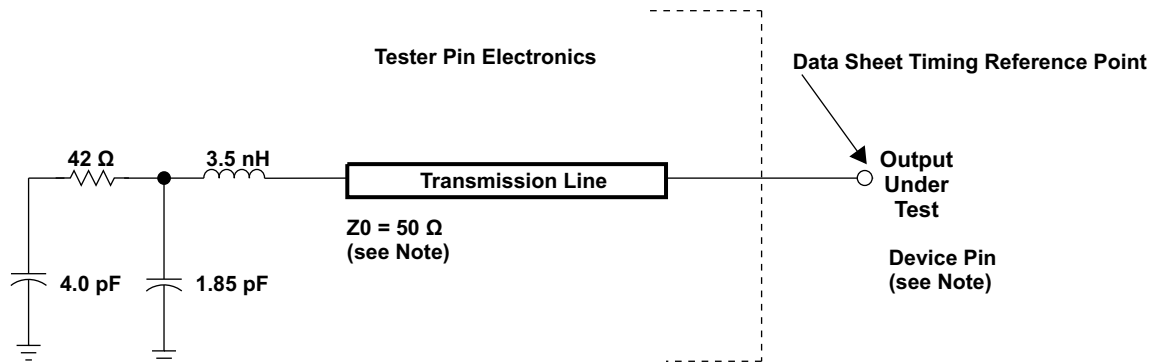 Tester Pin Electronics
Data Sheet Timing Reference Point
42 Ω
3.5 nH
Transmission Line
Output
Under
Test
Z0 = 50 Ω
(see Note)
Device Pin
(see Note)
4.0 pF
1.85 pF